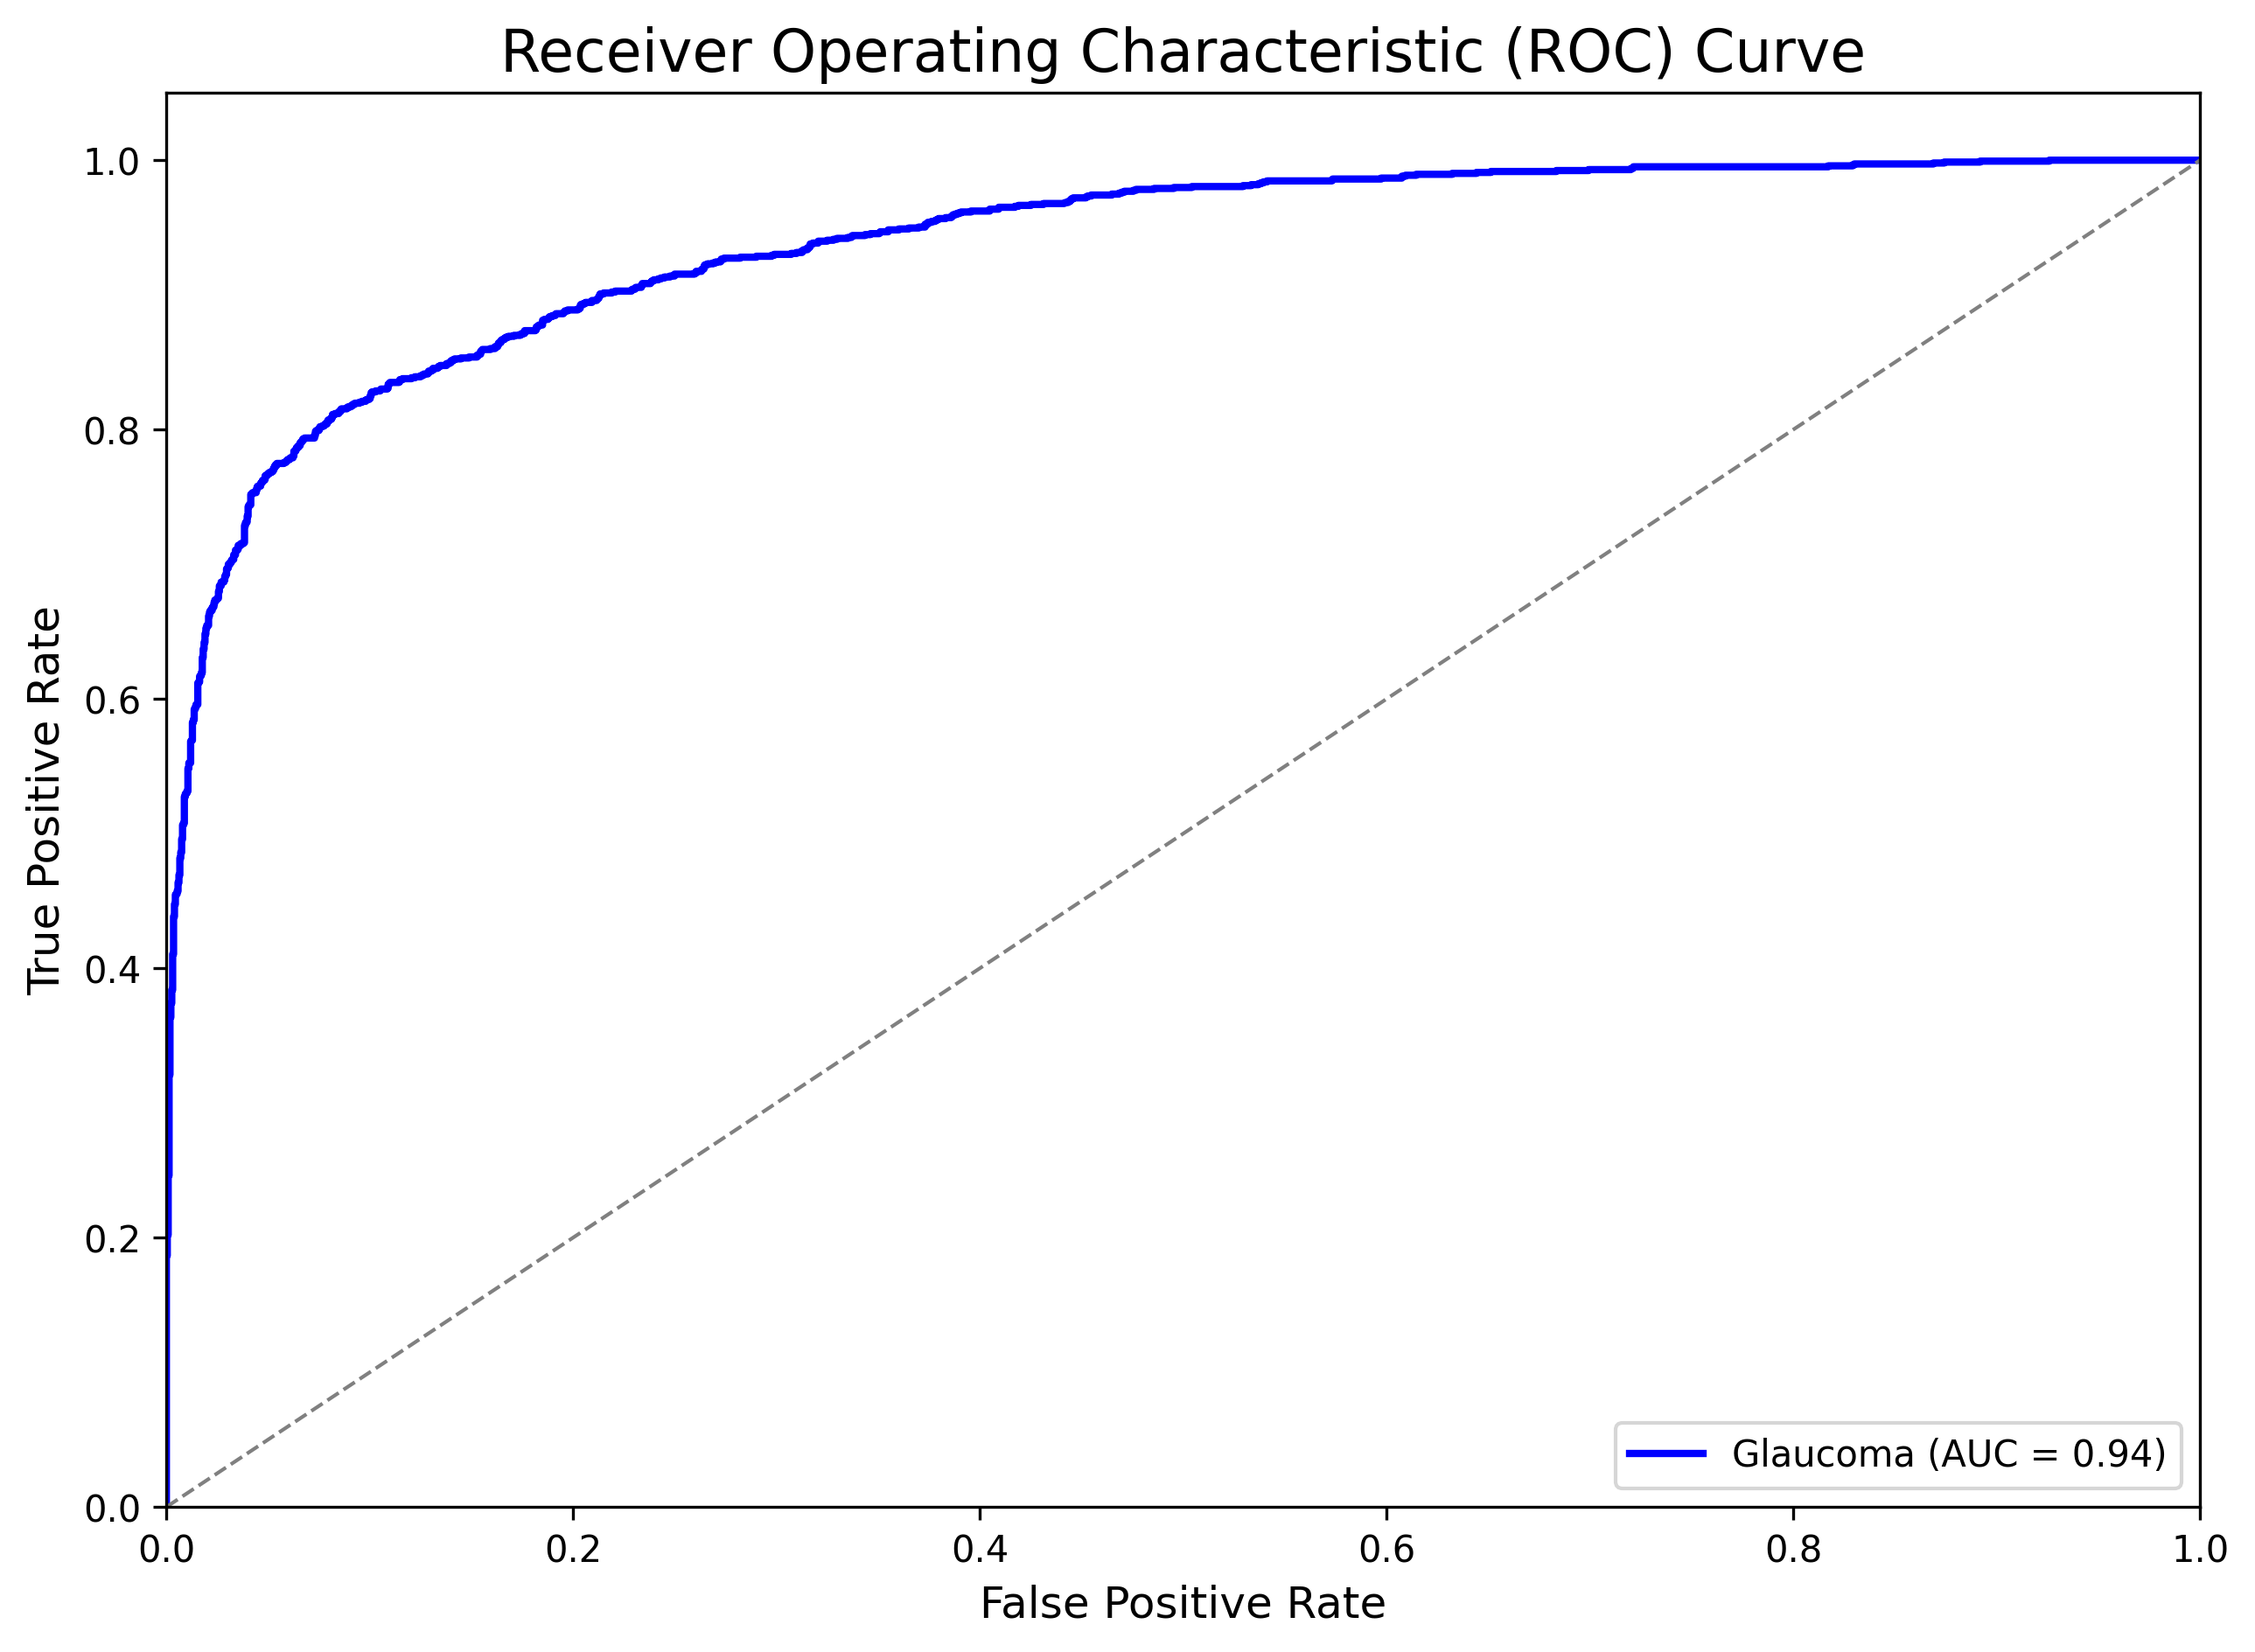 Receiver Operating Characteristic (ROC) Curve
True Positive Rate
1.0
0.8
0.6
0.4
0.2
0.0
0.0 0.2 0.4 0.6 0.8 1.0
False Positive Rate
Glaucoma (AUC = 0.94)